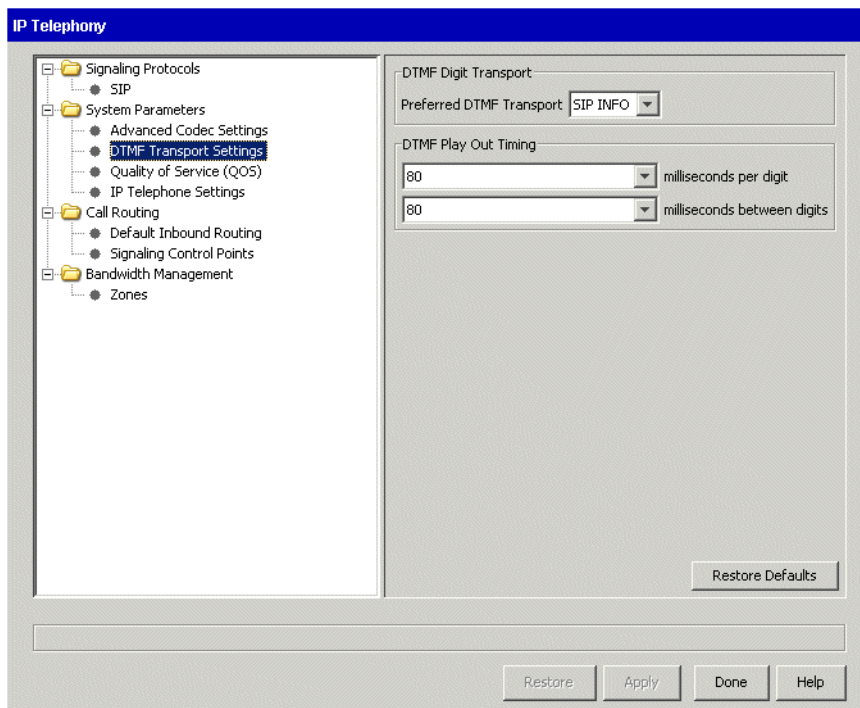 IP Telephony
Signaling Protocols
SIP
System Parameters
Advanced Codec Settings
DTMF Transport Settings
Quality of Service (QOS)
IP Telephone Settings
Call Routing
Default Inbound Routing
Signaling Control Points
Bandwidth Management
Zones
DTMF Digit Transport
Preferred DTMF Transport SIP INFO
DTMF Play Out Timing
80 milliseconds per digit
80 milliseconds between digits
Restore Defaults
Restore Apply Done Help